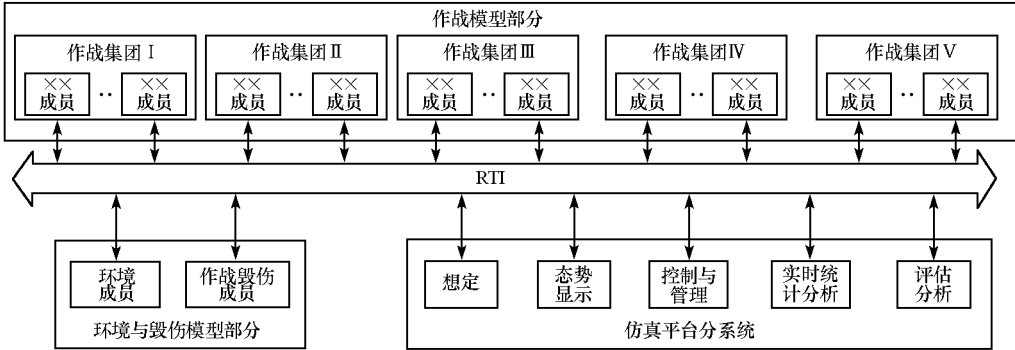 作战模型部分
作战集团Ⅰ
作战集团Ⅱ
作战集团Ⅲ
作战集团Ⅳ
作战集团Ⅴ
××
成员
··
××
成员
××
成员
··
××
成员
××
成员
··
××
成员
××
成员
··
××
成员
××
成员
··
××
成员
RTI
环境
成员
作战毁伤
成员
环境与毁伤模型部分
想定
态势
显示
控制与
管理
实时统
计分析
评估
分析
仿真平台分系统